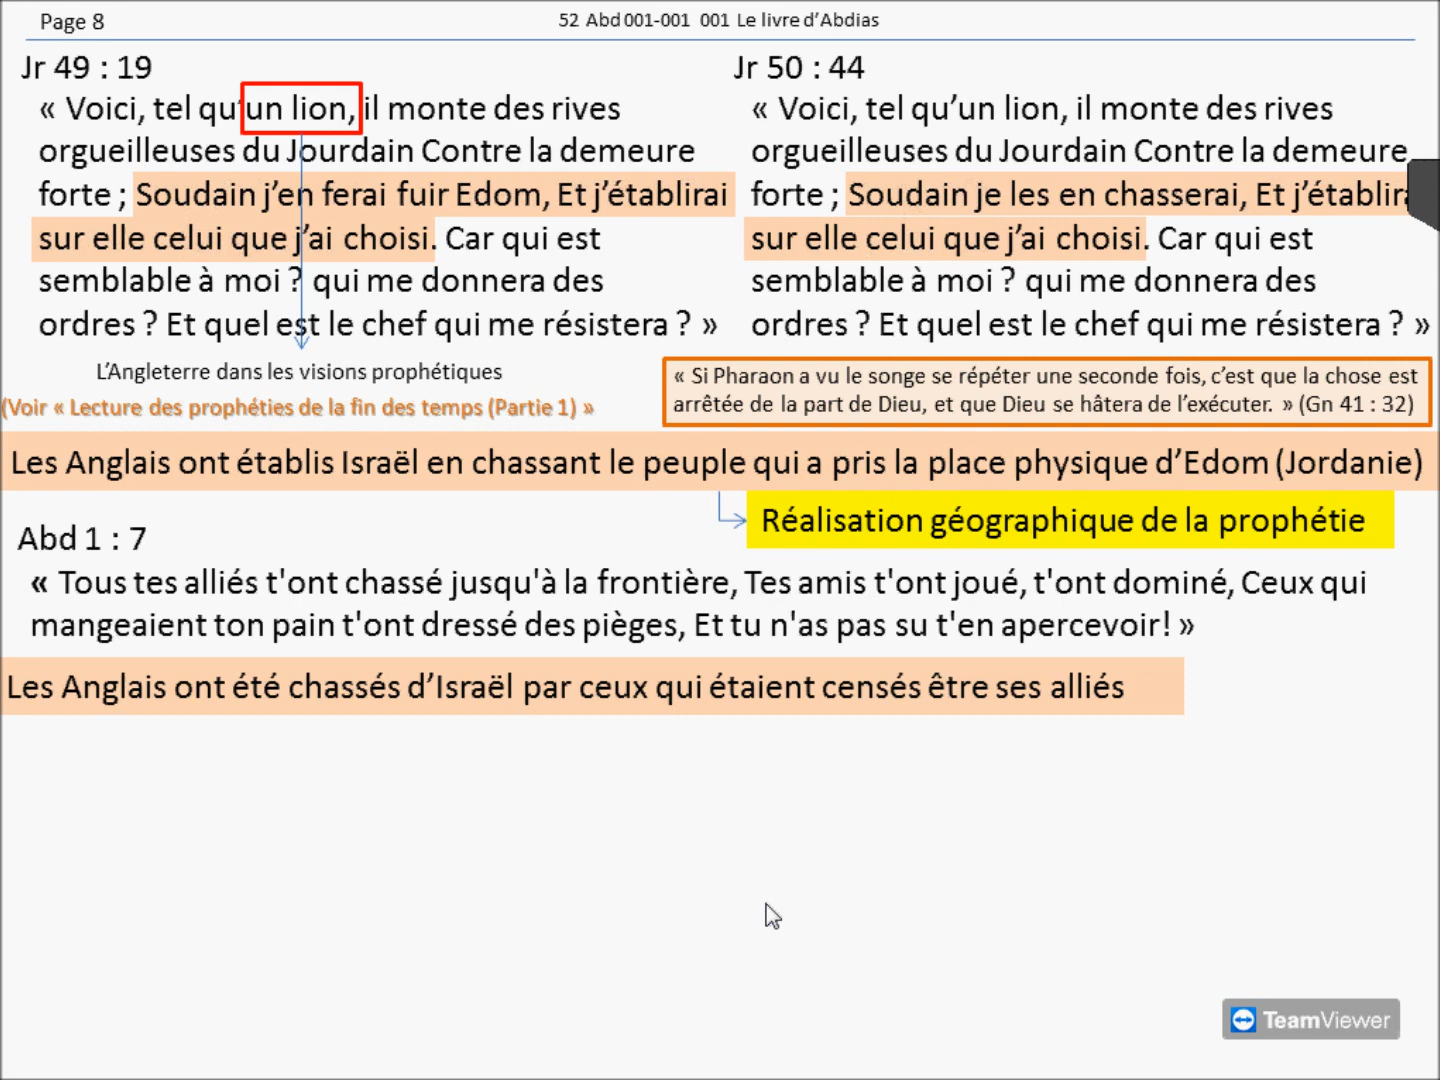 Page 8
52 Abd 001-001 001 Le livre d’Abdias
Jr 49 : 19
« Voici, tel qu’un lion, il monte des rives
orgueilleuses du Jourdain Contre la demeure
forte ; Soudain j’en ferai fuir Edom, Et j’établirai
sur elle celui que j’ai choisi. Car qui est
semblable à moi ? qui me donnera des
ordres ? Et quel est le chef qui me résistera ? »
Jr 50 : 44
« Voici, tel qu’un lion, il monte des rives
orgueilleuses du Jourdain Contre la demeure
forte ; Soudain je les en chasserai, Et
sur elle celui que j’ai choisi. Car qui est
semblable à moi ? qui me donnera des
ordres ? Et quel est le chef qui me résistera ? »
L’Angleterre dans les visions prophétiques
(Voir « Lecture des prophéties de la fin des temps (Partie 1) »
« Si Pharaon a vu le songe se répéter une seconde fois, c’est que la chose est
arrêtée de la part de Dieu, et que Dieu se hâtera de l’exécuter. » (Gn 41 : 32)
Les Anglais ont établis Israël en chassant le peuple qui a pris la place physique d’Edom (Jordanie)
Réalisation géographique de la prophétie
Abd 1 : 7
« Tous tes alliés t'ont chassé jusqu'à la frontière, Tes amis t'ont joué, t'ont dominé, Ceux qui
mangeaient ton pain t'ont dressé des pièges, Et tu n'as pas su t'en apercevoir! »
Les Anglais ont été chassés d’Israël par ceux qui étaient censés être ses alliés
TeamViewer